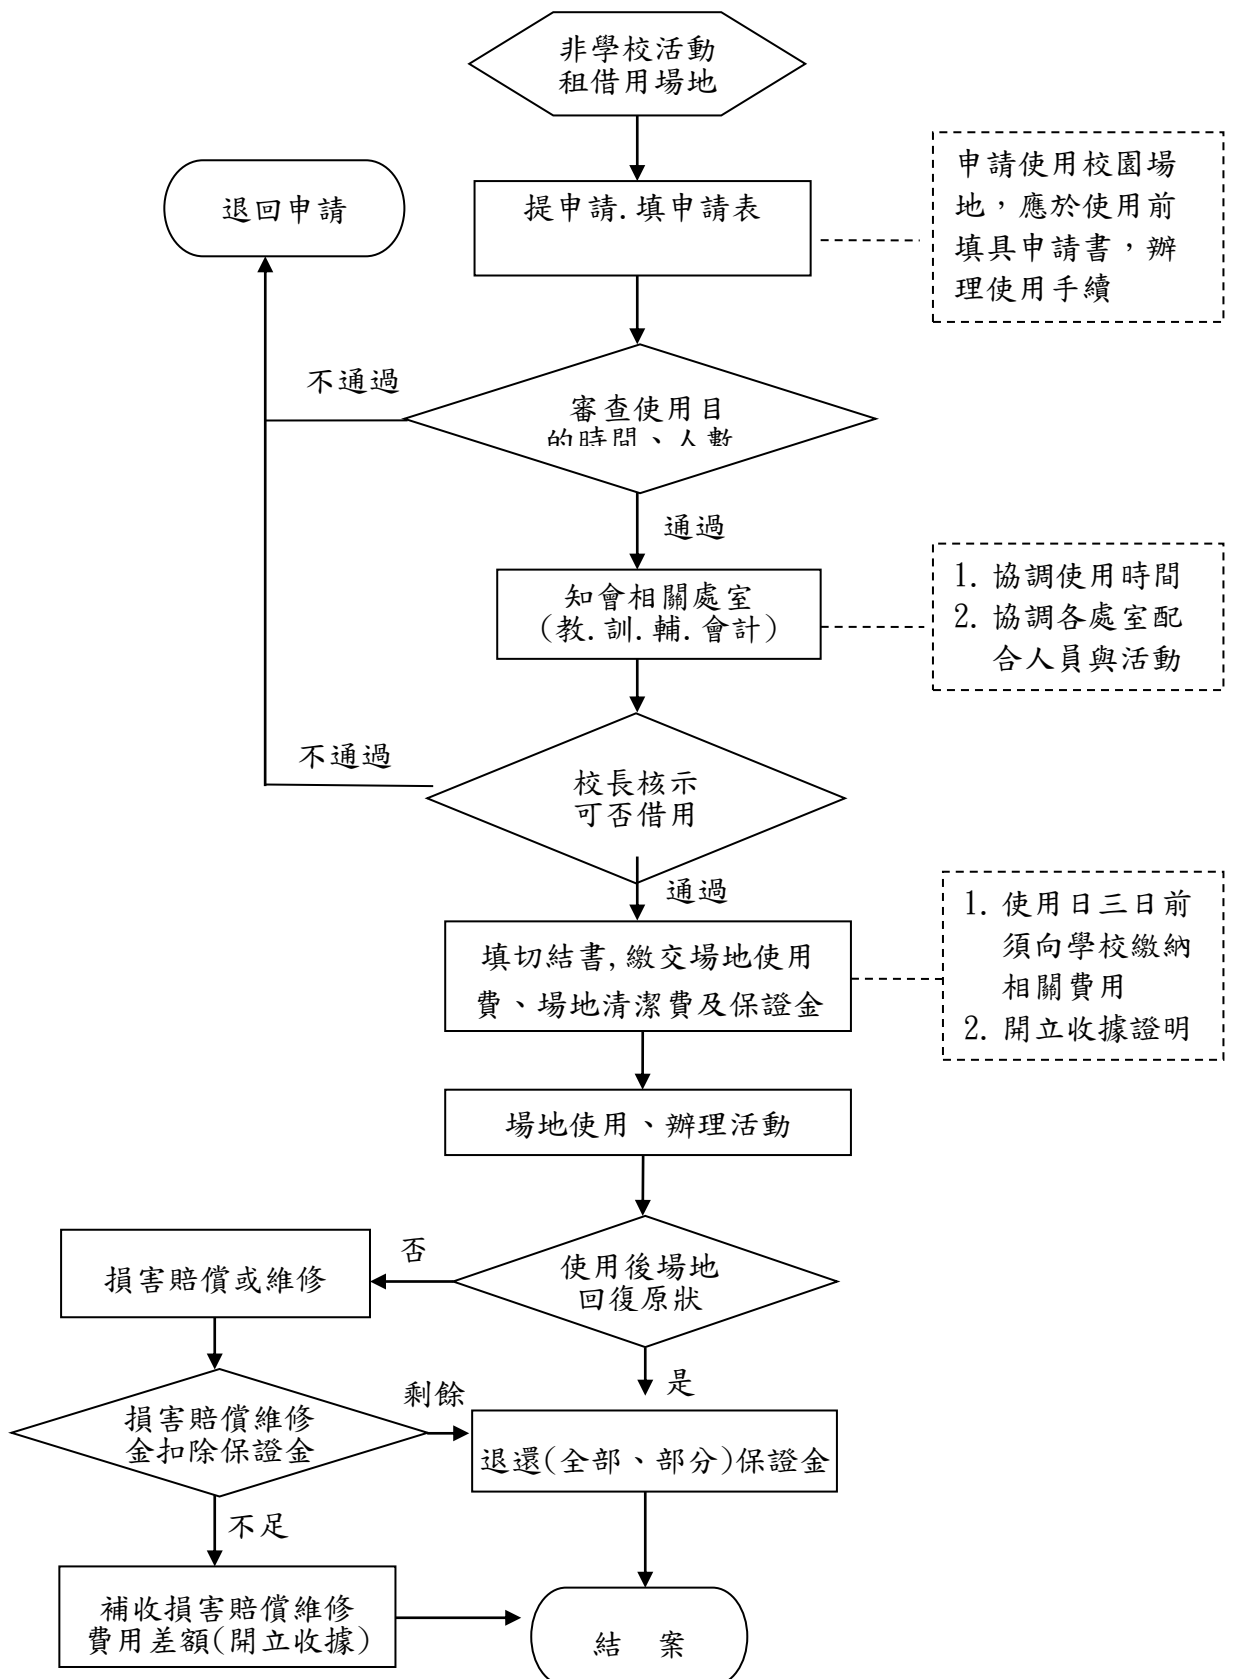 非學校活動
租借用場地
退回申請
提申請.填申請表
申請使用校園場
地，應於使用前
填具申請書，辦
理使用手續
不通過
審查使用目
的時間、人數
通過
知會相關處室
(教.訓.輔.會計)
1. 協調使用時間
2. 協調各處室配
合人員與活動
不通過
校長核示
可否借用
通過
填切結書,繳交場地使用
費、場地清潔費及保證金
1. 使用日三日前
須向學校繳納
相關費用
2. 開立收據證明
場地使用、辦理活動
否
使用後場地
回復原狀
損害賠償或維修
是
剩餘
損害賠償維修
金扣除保證金
退還(全部、部分)保證金
不足
補收損害賠償維修
費用差額(開立收據)
結 案